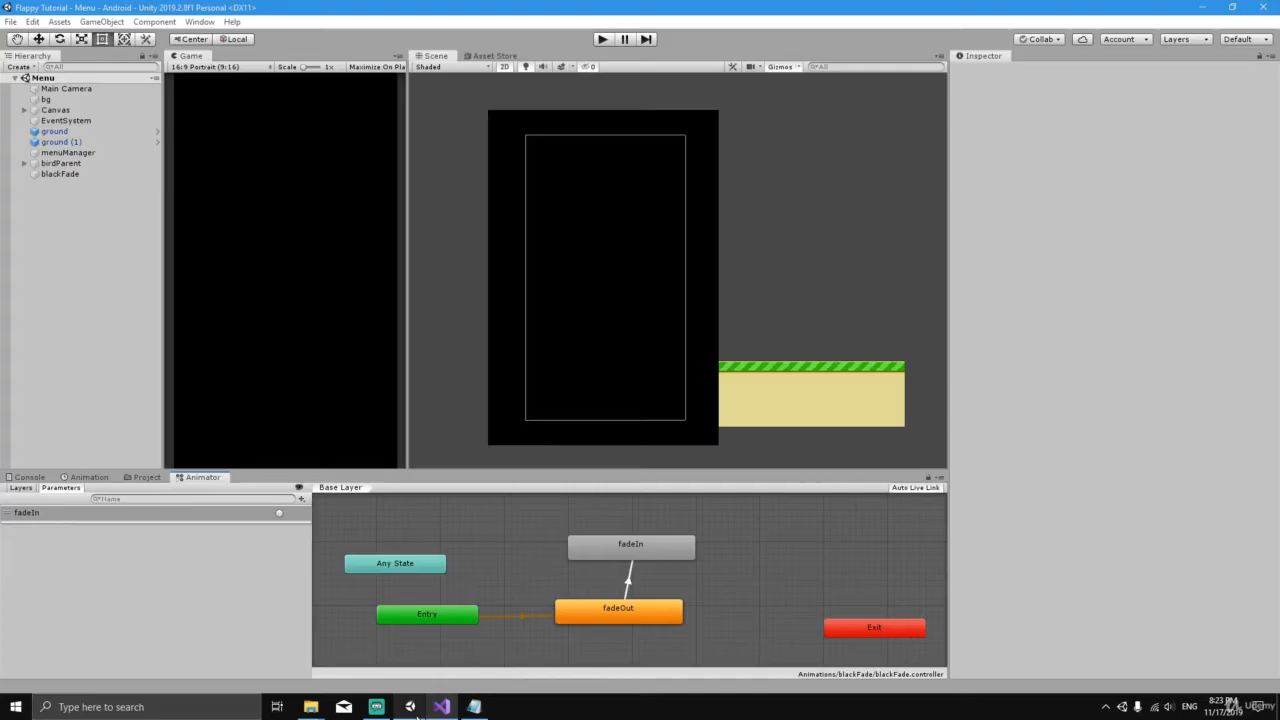 Flappy Tutorial - Menu - Android - Unity 2019.2.8f1 Personal <DX11>
File Edit Assets GameObject Component Window Help
Center Local Collab Account Layers Default
Hierarchy Game Scene Asset Store Inspector
Create All 16:9 Portrait (9:16) Scale 1x Maximize On Pla Shaded 2D 0 Gizmos All
Menu
Main Camera
bg
Canvas
EventSystem
ground
ground (1)
menuManager
birdParent
blackFade
Console Animation Project Animator
Layers Parameters Base Layer Auto Live Link
Name
fadeIn
fadeIn
Any State
fadeOut
Entry
Exit
Animations/blackFade/blackFade.controller
Type here to search
ENG
8:23 PM
11/17/2019
Udemy